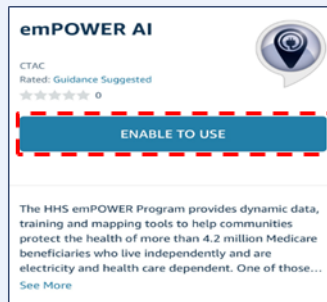 emPOWER AI
CTAC
Rated: Guidance Suggested
0
ENABLE TO USE
The HHS emPOWER Program provides dynamic data,
training and mapping tools to help communities
protect the health of more than 4.2 million Medicare
beneficiaries who live independently and are
electricity and health care dependent. One of those...
See More